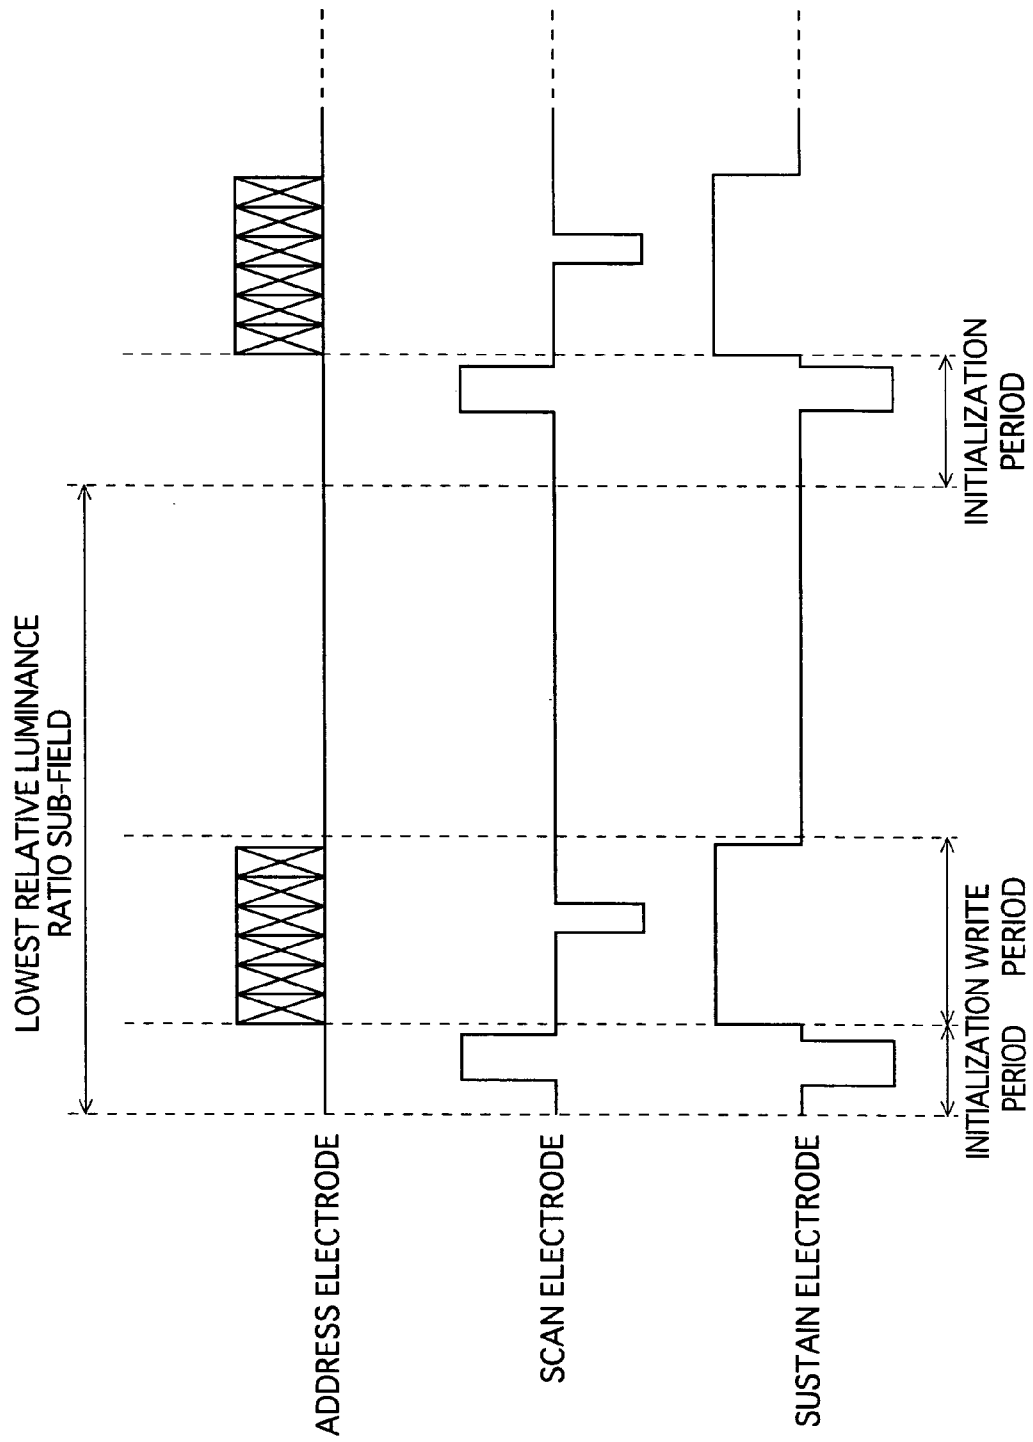 LOWEST RELATIVE LUMINANCE
RATIO SUB-FIELD
ADDRESS ELECTRODE
SCAN ELECTRODE
SUSTAIN ELECTRODE
INITIALIZATION
PERIOD
WRITE
PERIOD
INITIALIZATION
PERIOD